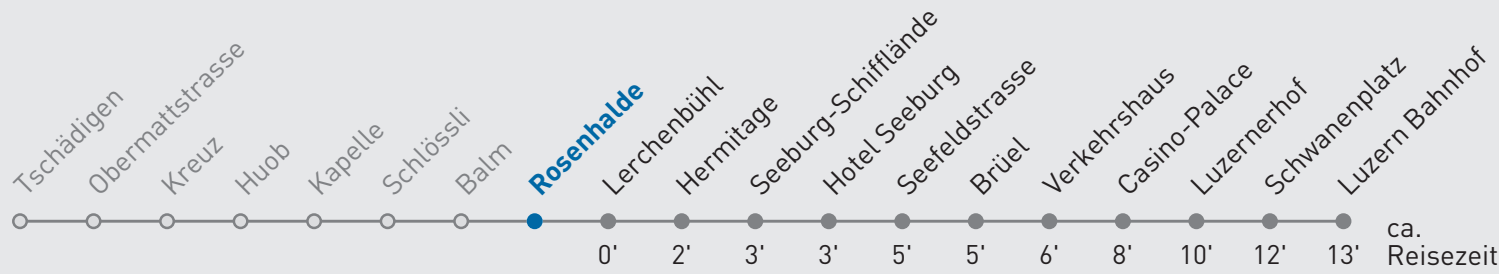 Tschädigen
Obermattstrasse
Kreuz
Huob
Kapelle
Schlössli
Balm
Rosenhalde
Lerchenbühl
Hermitage
Seeburg-Schifflände
Hotel Seeburg
Seefeldstrasse
Brüel
Verkehrshaus
Casino-Palace
Luzernerhof
Schwanenplatz
Luzern Bahnhof
0' 2' 3' 3' 5' 5' 6' 8' 10' 12' 13'
ca.
Reisezeit